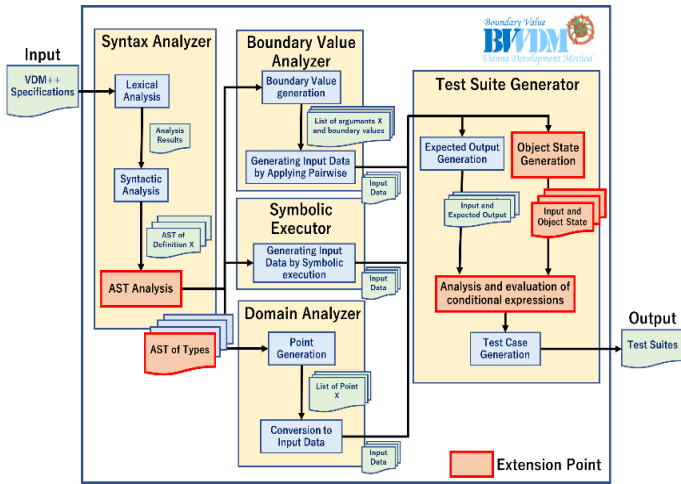 Input
VDM++
Specifications
Syntax Analyzer
Lexical
Analysis
Analysis
Results
Syntactic
Analysis
AST of
Definition X
AST Analysis
AST of Types
Boundary Value
Analyzer
Boundary Value
generation
List of arguments X
and boundary values
Generating Input Data
by Applying Pairwise
Input
Data
Symbolic
Executor
Generating Input
Data by Symbolic
execution
Input
Data
Domain Analyzer
Point
Generation
List of Point
X
Conversion to
Input Data
Input
Data
Boundary Value
BWDM
Vienna Development Method
Test Suite Generator
Expected Output
Generation
Object State
Generation
Input and
Expected Output
Input and
Object State
Analysis and evaluation of
conditional expressions
Test Case
Generation
Output
Test Suites
Extension Point